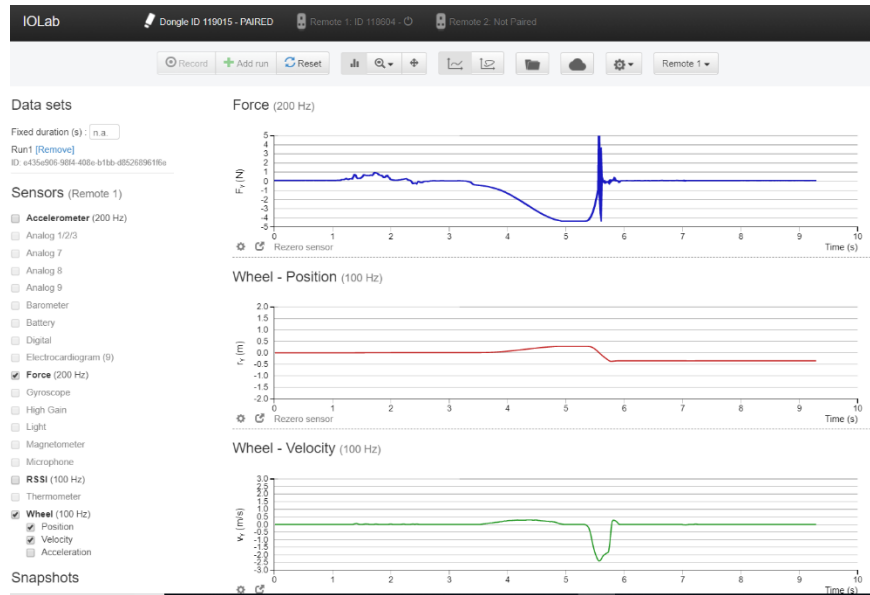 IOLab
Dongle ID 119015 - PAIRED
Remote 1: ID 118604 -
Remote 2: Not Paired
Record
Add run
Reset
Remote 1
Data sets
Fixed duration (s) : n.a.
Run1 [Remove]
ID: e435e906-98f4-408e-b1bb-d85268961f6e
Sensors (Remote 1)
Accelerometer (200 Hz)
Analog 1/2/3
Analog 7
Analog 8
Analog 9
Barometer
Battery
Digital
Electrocardiogram (9)
Force (200 Hz)
Gyroscope
High Gain
Light
Magnetometer
Microphone
RSSI (100 Hz)
Thermometer
Wheel (100 Hz)
Position
Velocity
Acceleration
Snapshots
Force (200 Hz)
Fy (N)
5
4
3
2
1
0
-1
-2
-3
-4
-5
0 1 2 3 4 5 6 7 8 9 10
Rezero sensor
Time (s)
Wheel - Position (100 Hz)
ry (m)
2.0
1.5
1.0
0.5
0.0
-0.5
-1.0
-1.5
-2.0
0 1 2 3 4 5 6 7 8 9 10
Rezero sensor
Time (s)
Wheel - Velocity (100 Hz)
vy (m/s)
3.0
2.5
2.0
1.5
1.0
0.5
0.0
-0.5
-1.0
-1.5
-2.0
-2.5
-3.0
0 1 2 3 4 5 6 7 8 9 10
Time (s)